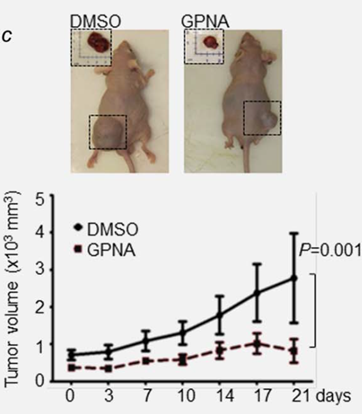 c
DMSO GPNA
Tumor volume (x10³ mm³)
5
4
3
2
1
0
DMSO
GPNA
P=0.001
0 3 7 10 14 17 21 days